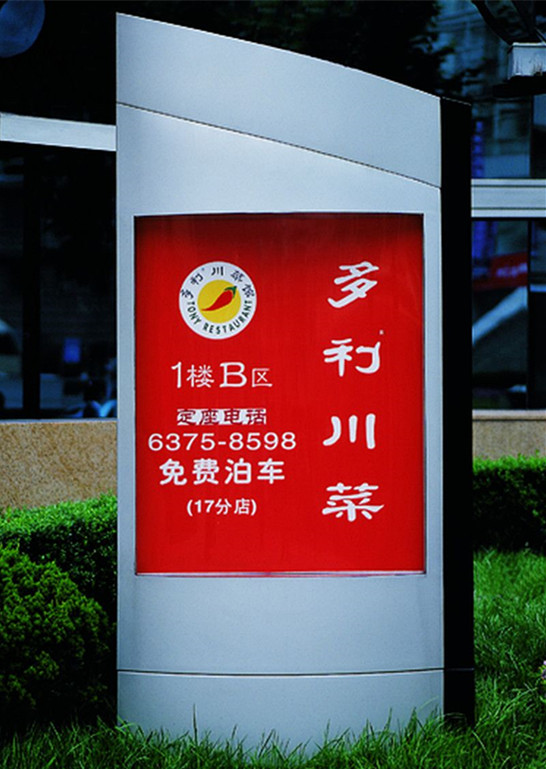 多利川菜馆
TONY RESTAURANT
1楼B区
定座电话
6375-8598
免费泊车
(17分店)
多利川菜